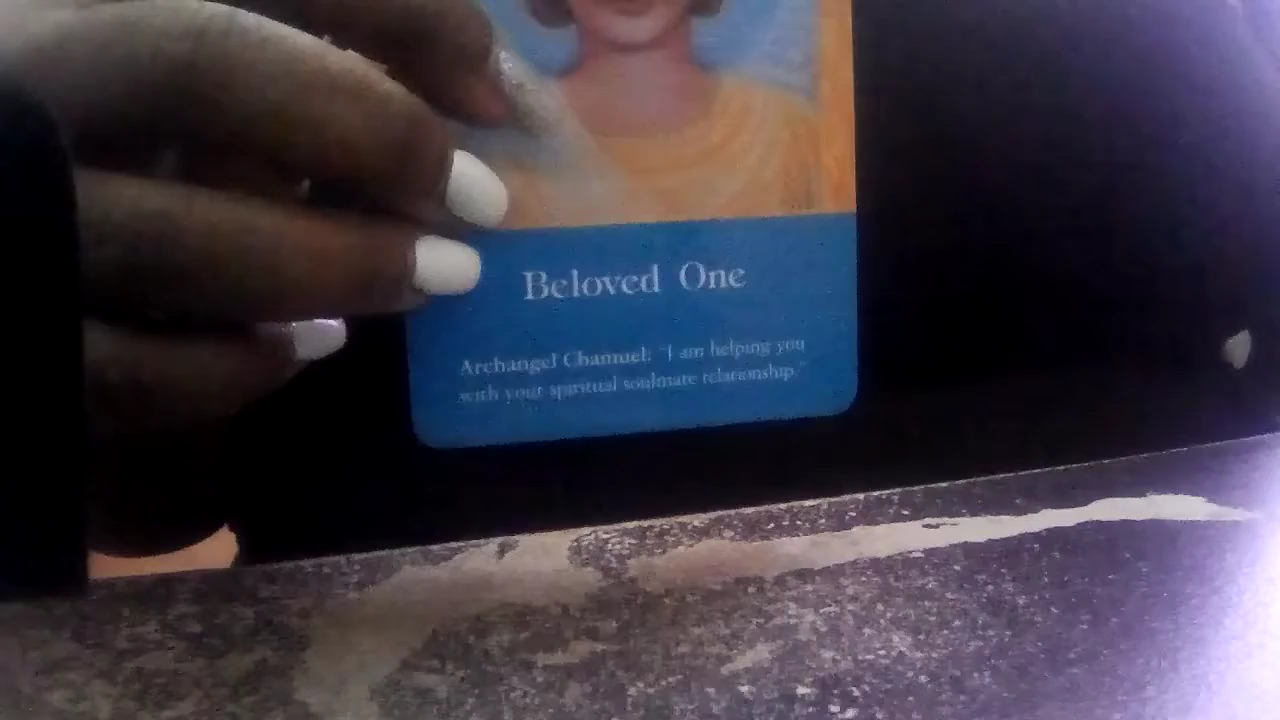 Beloved One
Archangel Chamuel: "I am helping you
with your spiritual soulmate relationship."